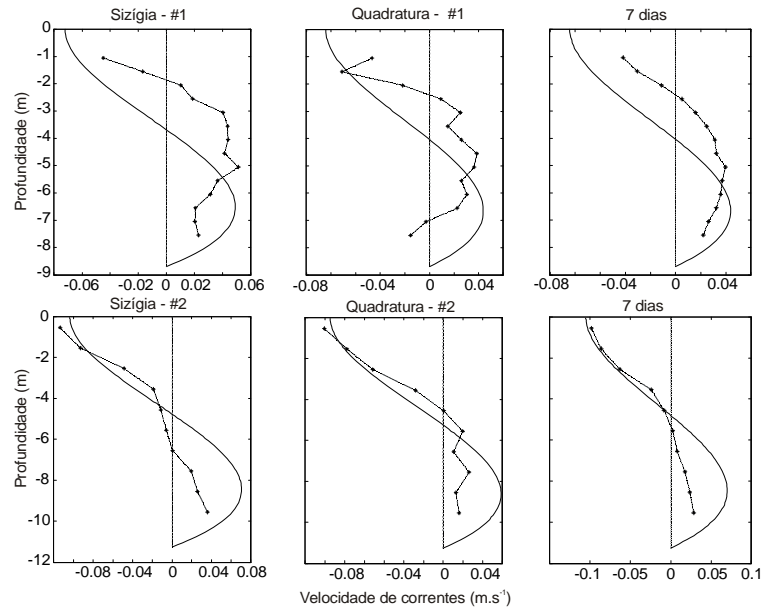 Sizígia - #1
Quadratura - #1
7 dias
0
-1
-2
-3
-4
-5
-6
-7
-8
-9
Profundidade (m)
-0.06 -0.02 0.02 0.06
-0.08 -0.04 0 0.04
-0.08 -0.04 0 0.04
Sizígia - #2
Quadratura - #2
7 dias
0
-2
-4
-6
-8
-10
-12
Profundidade (m)
-0.08 -0.04 0 0.04 0.08
-0.08 -0.04 0 0.04
-0.1 -0.05 0 0.05 0.1
Velocidade de correntes (m.s⁻¹)